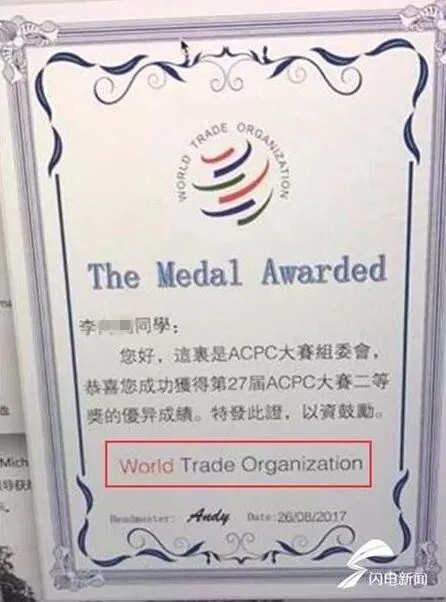 WORLD TRADE ORGANIZATION
The Medal Awarded
李 同學：
您好，這裏是ACPC大賽組委會，
恭喜您成功獲得第27届ACPC大賽二等
獎的優异成績。特發此證，以資鼓勵。
World Trade Organization
Headmaster: Andy Date:26/08/2017
Mich
闪电新闻